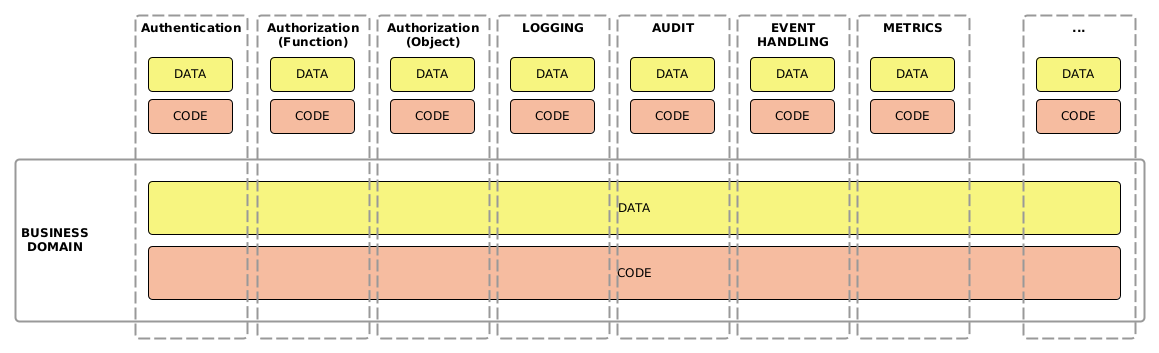 Authentication
Authorization
(Function)
Authorization
(Object)
LOGGING
AUDIT
EVENT
HANDLING
METRICS
...
DATA
DATA
DATA
DATA
DATA
DATA
DATA
DATA
CODE
CODE
CODE
CODE
CODE
CODE
CODE
CODE
BUSINESS
DOMAIN
DATA
CODE